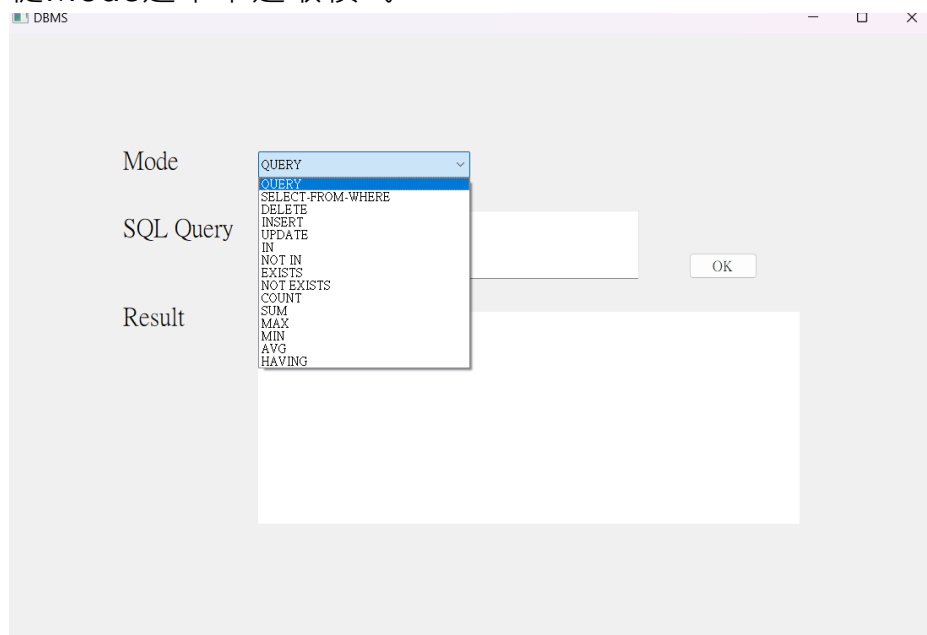 DBMS
Mode
QUERY
QUERY
SELECT-FROM-WHERE
DELETE
INSERT
UPDATE
IN
NOT IN
EXISTS
NOT EXISTS
COUNT
SUM
MAX
MIN
AVG
HAVING
SQL Query
OK
Result